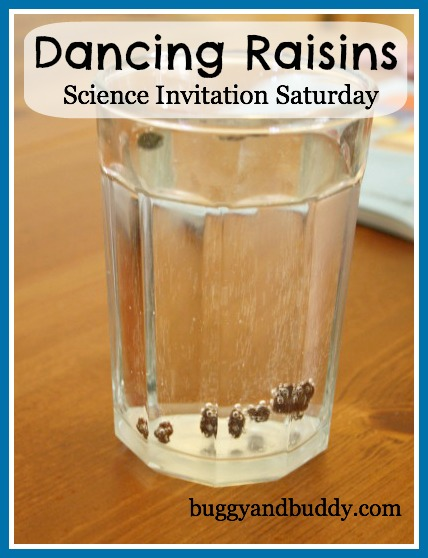 Dancing Raisins
Science Invitation Saturday
buggyandbuddy.com